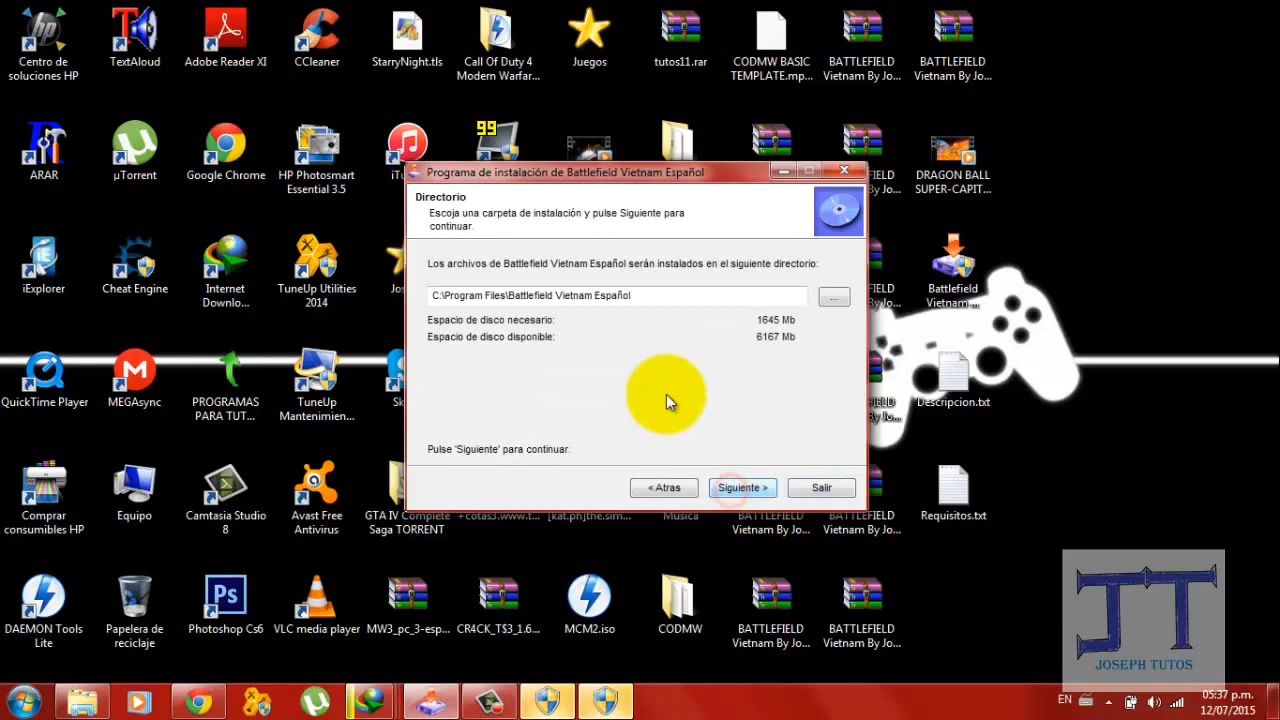 Centro de
soluciones HP
TextAloud
Adobe Reader XI
CCleaner
StarryNight.tls
Call Of Duty 4
Modern Warfar...
Juegos
tutos11.rar
CODMW BASIC
TEMPLATE.mp...
BATTLEFIELD
Vietnam By Jo...
BATTLEFIELD
Vietnam By Jo...
99
ARAR
µTorrent
Google Chrome
HP Photosmart
Essential 3.5
DRAGON BALL
SUPER-CAPIT...
Programa de instalación de Battlefield Vietnam Español
Directorio
Escoja una carpeta de instalación y pulse Siguiente para
continuar.
Los archivos de Battlefield Vietnam Español serán instalados en el siguiente directorio:
C:\Program Files\Battlefield Vietnam Español
...
Espacio de disco necesario: 1645 Mb
Espacio de disco disponible: 6167 Mb
Pulse 'Siguiente' para continuar.
< Atras
Siguiente >
Salir
iExplorer
Cheat Engine
Internet
Downlo...
TuneUp Utilities
2014
Battlefield
Vietnam ...
QuickTime Player
MEGAsync
PROGRAMAS
PARA TUT...
TuneUp
Mantenimien...
Descripcion.txt
Comprar
consumibles HP
Equipo
Camtasia Studio
8
Avast Free
Antivirus
GTA IV Complete
Saga TORRENT
+cotas3.www.t...
[kat.ph]the.sim...
Musica
BATTLEFIELD
Vietnam By Jo...
BATTLEFIELD
Vietnam By Jo...
Requisitos.txt
DAEMON Tools
Lite
Papelera de
reciclaje
Ps
Photoshop Cs6
VLC media player
MW3_pc_3-esp...
CR4CK_T$3_1.6...
MCM2.iso
CODMW
BATTLEFIELD
Vietnam By Jo...
BATTLEFIELD
Vietnam By Jo...
JT
JOSEPH TUTOS
EN
05:37 p.m.
12/07/2015